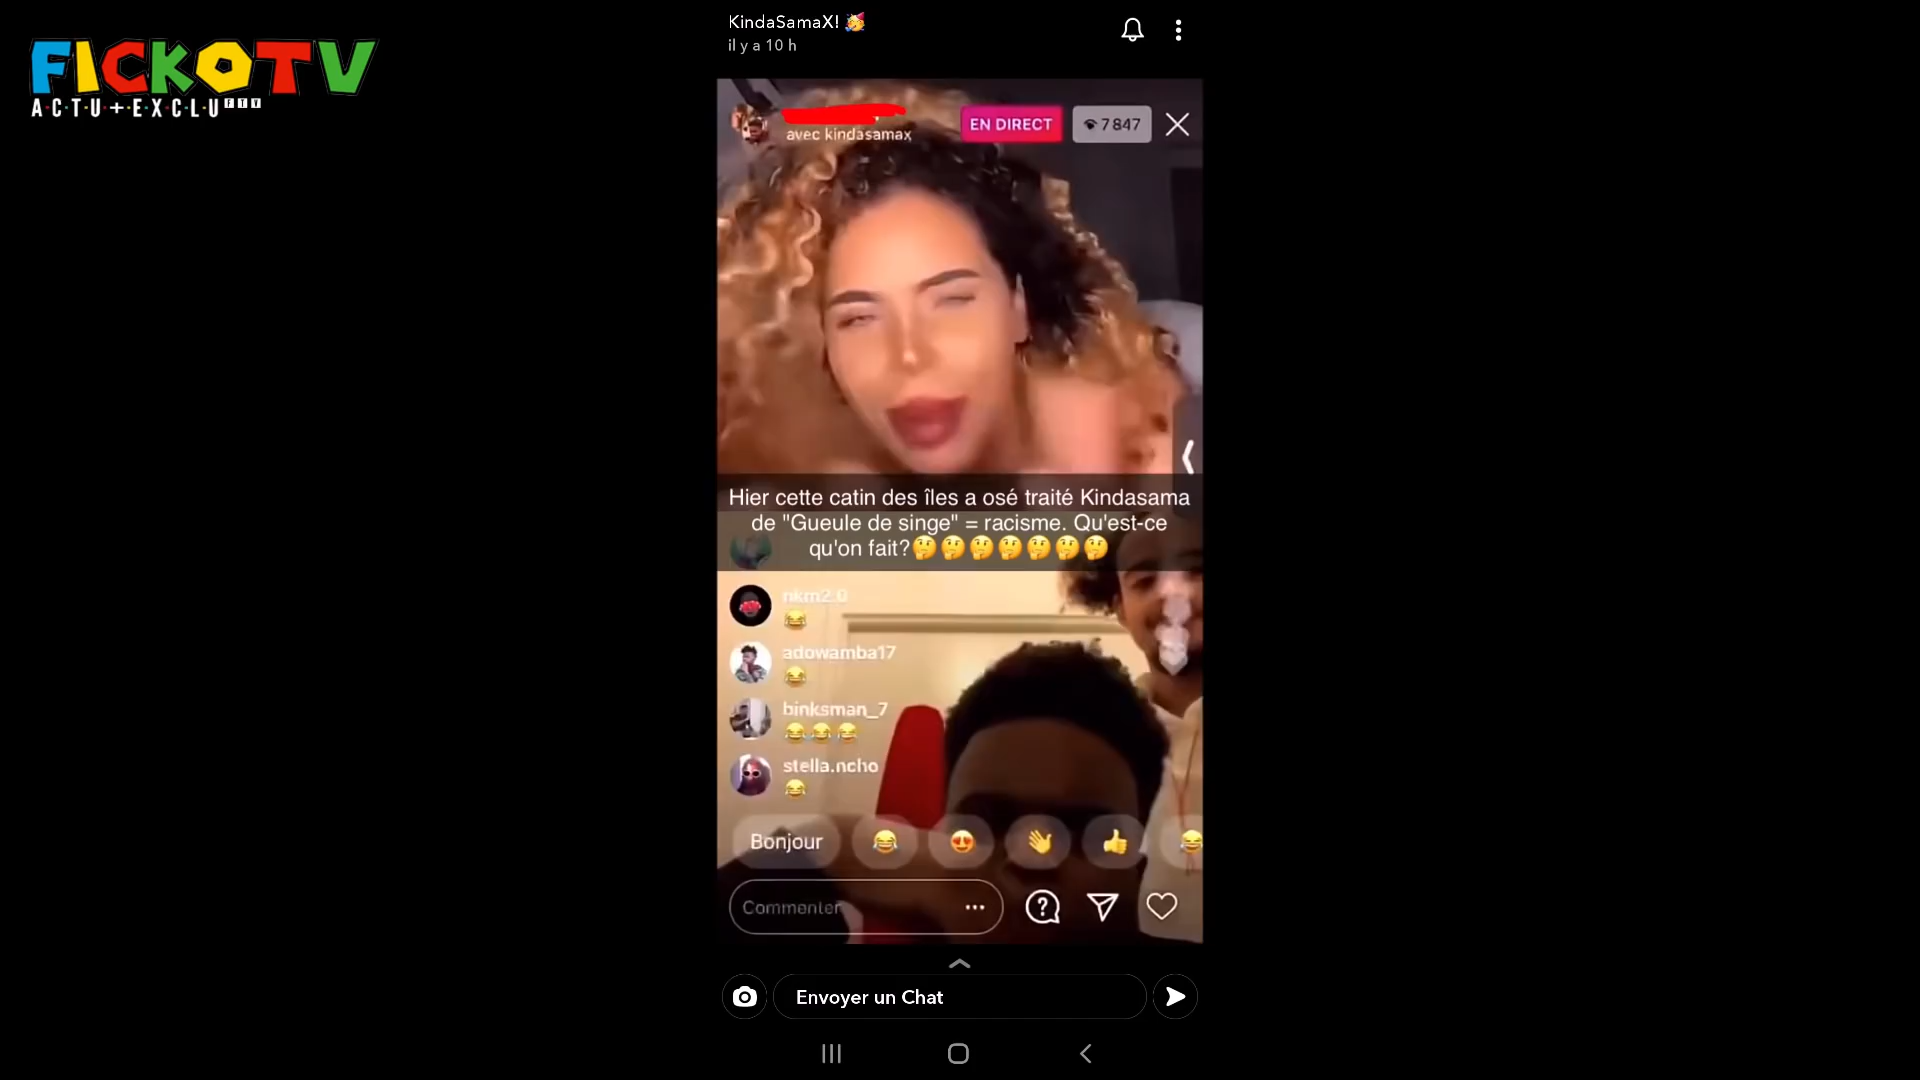 FICKOTV
A·C·T·U+E·X·C·L·U
KindaSamaX! 🥳
il y a 10 h
avec kindasamax
EN DIRECT
7 847
Hier cette catin des îles a osé traité Kindasama
de "Gueule de singe" = racisme. Qu'est-ce
qu'on fait?🤔🤔🤔🤔🤔🤔🤔
nkm2.0
😂
adowamba17
😂
binksman_7
😂😂😂
stella.ncho
😂
Bonjour
Commenter
Envoyer un Chat